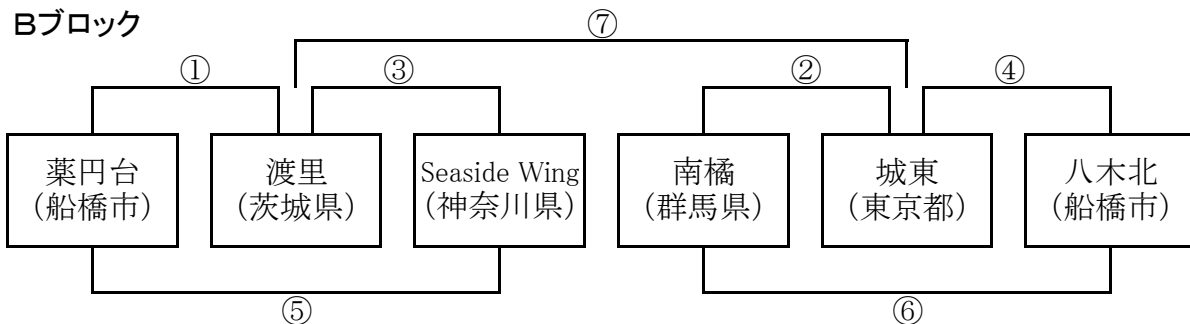 Bブロック
⑦
① ③ ② ④
薬円台
(船橋市)
渡里
(茨城県)
Seaside Wing
(神奈川県)
南橘
(群馬県)
城東
(東京都)
八木北
(船橋市)
⑤ ⑥